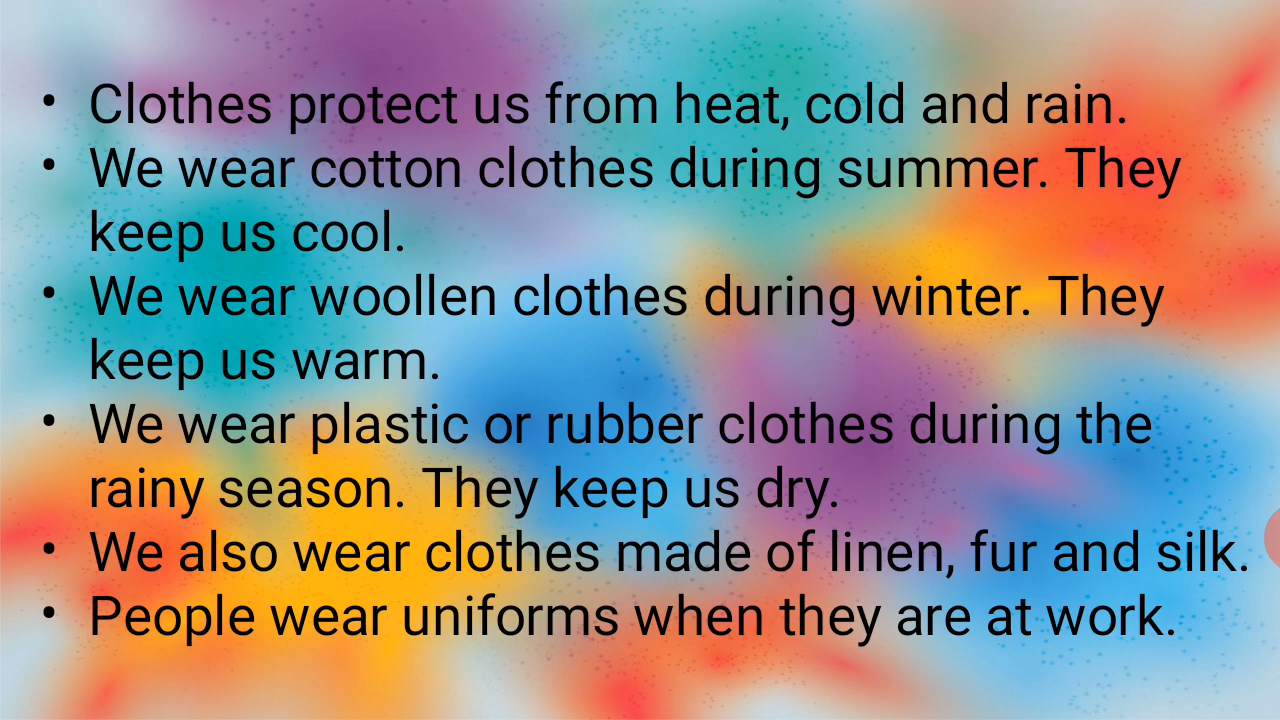 • Clothes protect us from heat, cold and rain.
• We wear cotton clothes during summer. They
keep us cool.
• We wear woollen clothes during winter. They
keep us warm.
• We wear plastic or rubber clothes during the
rainy season. They keep us dry.
• We also wear clothes made of linen, fur and silk.
• People wear uniforms when they are at work.